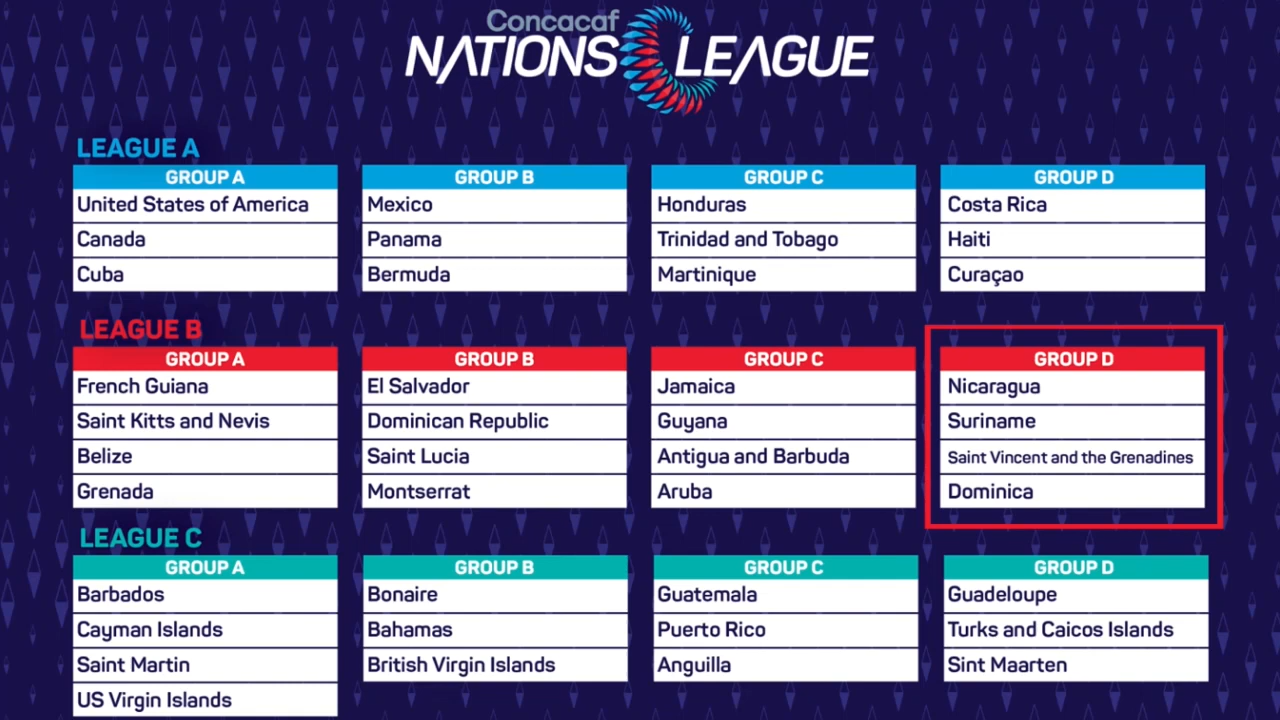 Concacaf
NATIONS LEAGUE
LEAGUE A
GROUP A
United States of America
Canada
Cuba
GROUP B
Mexico
Panama
Bermuda
GROUP C
Honduras
Trinidad and Tobago
Martinique
GROUP D
Costa Rica
Haiti
Curaçao
LEAGUE B
GROUP A
French Guiana
Saint Kitts and Nevis
Belize
Grenada
GROUP B
El Salvador
Dominican Republic
Saint Lucia
Montserrat
GROUP C
Jamaica
Guyana
Antigua and Barbuda
Aruba
GROUP D
Nicaragua
Suriname
Saint Vincent and the Grenadines
Dominica
LEAGUE C
GROUP A
Barbados
Cayman Islands
Saint Martin
US Virgin Islands
GROUP B
Bonaire
Bahamas
British Virgin Islands
GROUP C
Guatemala
Puerto Rico
Anguilla
GROUP D
Guadeloupe
Turks and Caicos Islands
Sint Maarten